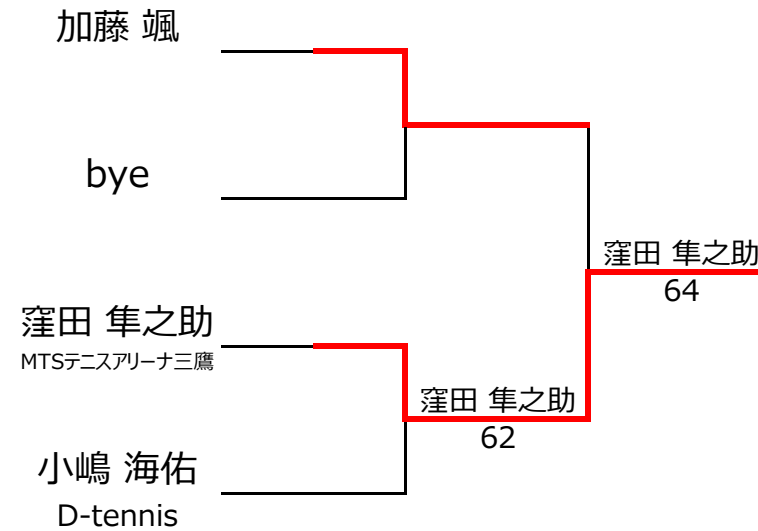 加藤 颯
bye
窪田 隼之助
MTSテニスアリーナ三鷹
小嶋 海佑
D-tennis
窪田 隼之助
62
窪田 隼之助
64